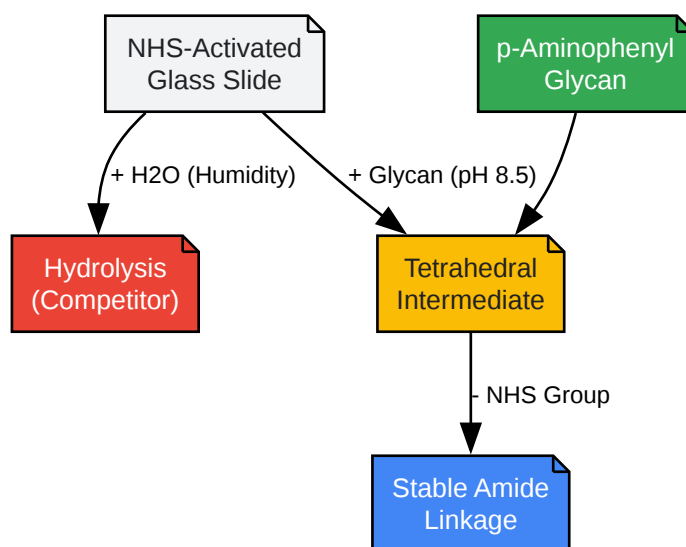 NHS-Activated
Glass Slide
p-Aminophenyl
Glycan
+ H2O (Humidity)
+ Glycan (pH 8.5)
Hydrolysis
(Competitor)
Tetrahedral
Intermediate
- NHS Group
Stable Amide
Linkage